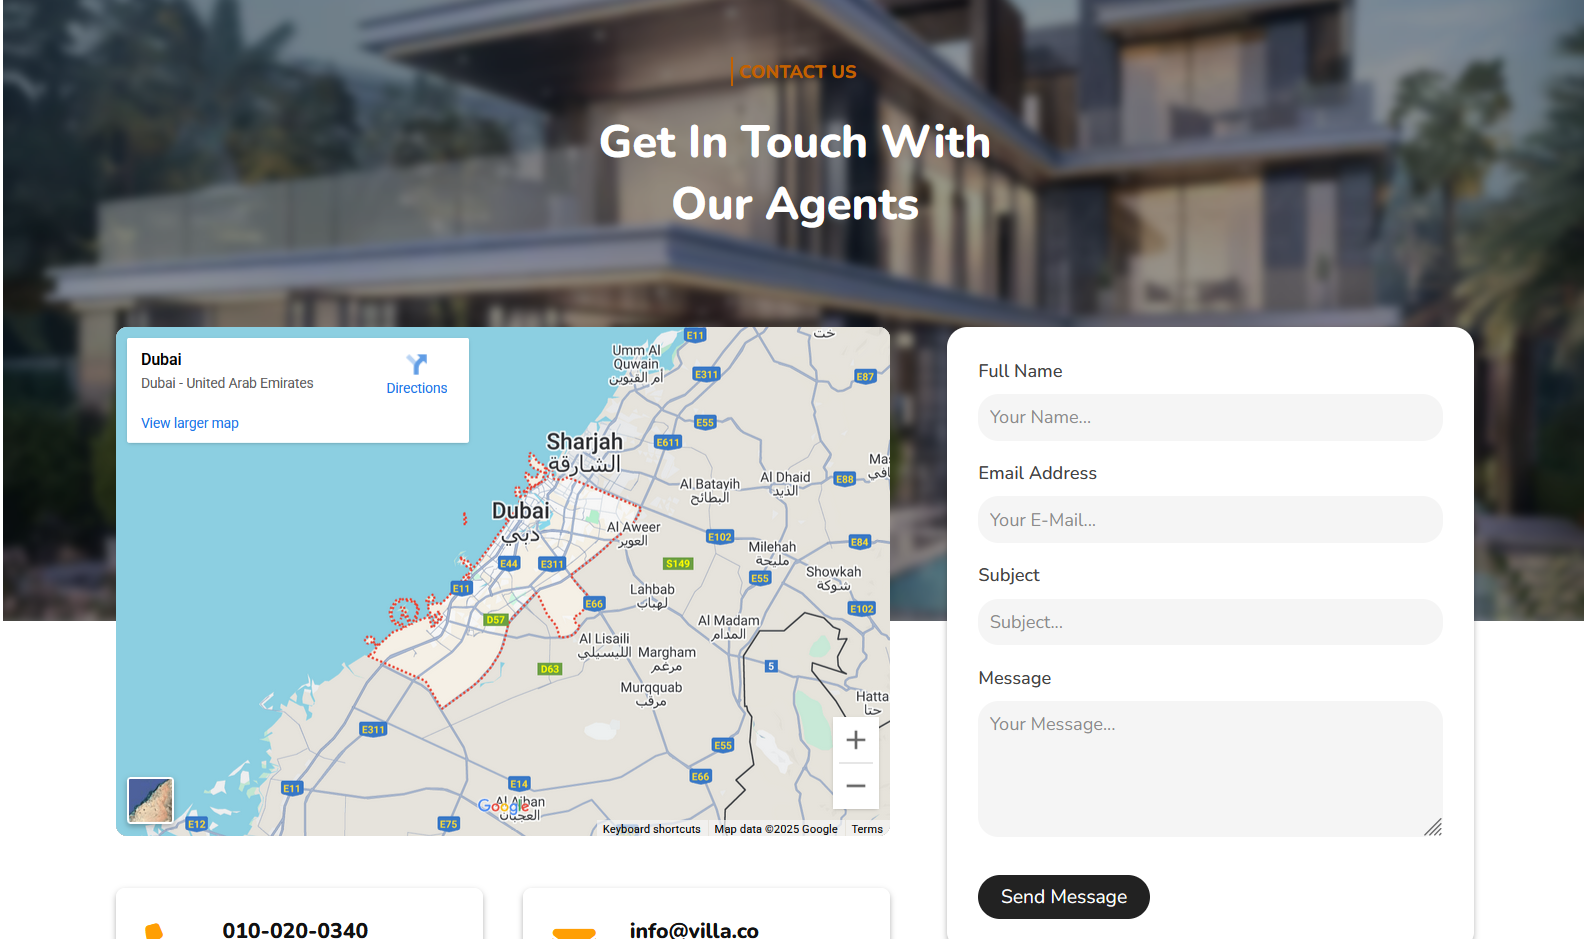 CONTACT US
Get In Touch With
Our Agents
Dubai
Dubai - United Arab Emirates
Directions
View larger map
E11
خت
Umm Al
Quwain
أم القيوين
E311
E87
E55
Sharjah
الشارقة
E611
Al Batayih
البطائح
Al Dhaid
الذيد
E88
Dubai
دبي
Al Aweer
العوير
E102
E84
Milehah
مليحة
E44
E311
S149
E55
Showkah
شوكة
E11
Lahbab
لهباب
E66
E102
D57
Al Madam
المدام
Al Lisaili
الليسيلي
Margham
مرغم
D63
5
Murqquab
مرقب
Hatta
حتا
E311
E55
E66
E14
E11
Al Ajban
العجبان
Google
E12
E75
Keyboard shortcuts
Map data ©2025 Google
Terms
Full Name
Your Name...
Email Address
Your E-Mail...
Subject
Subject...
Message
Your Message...
Send Message
010-020-0340
info@villa.co